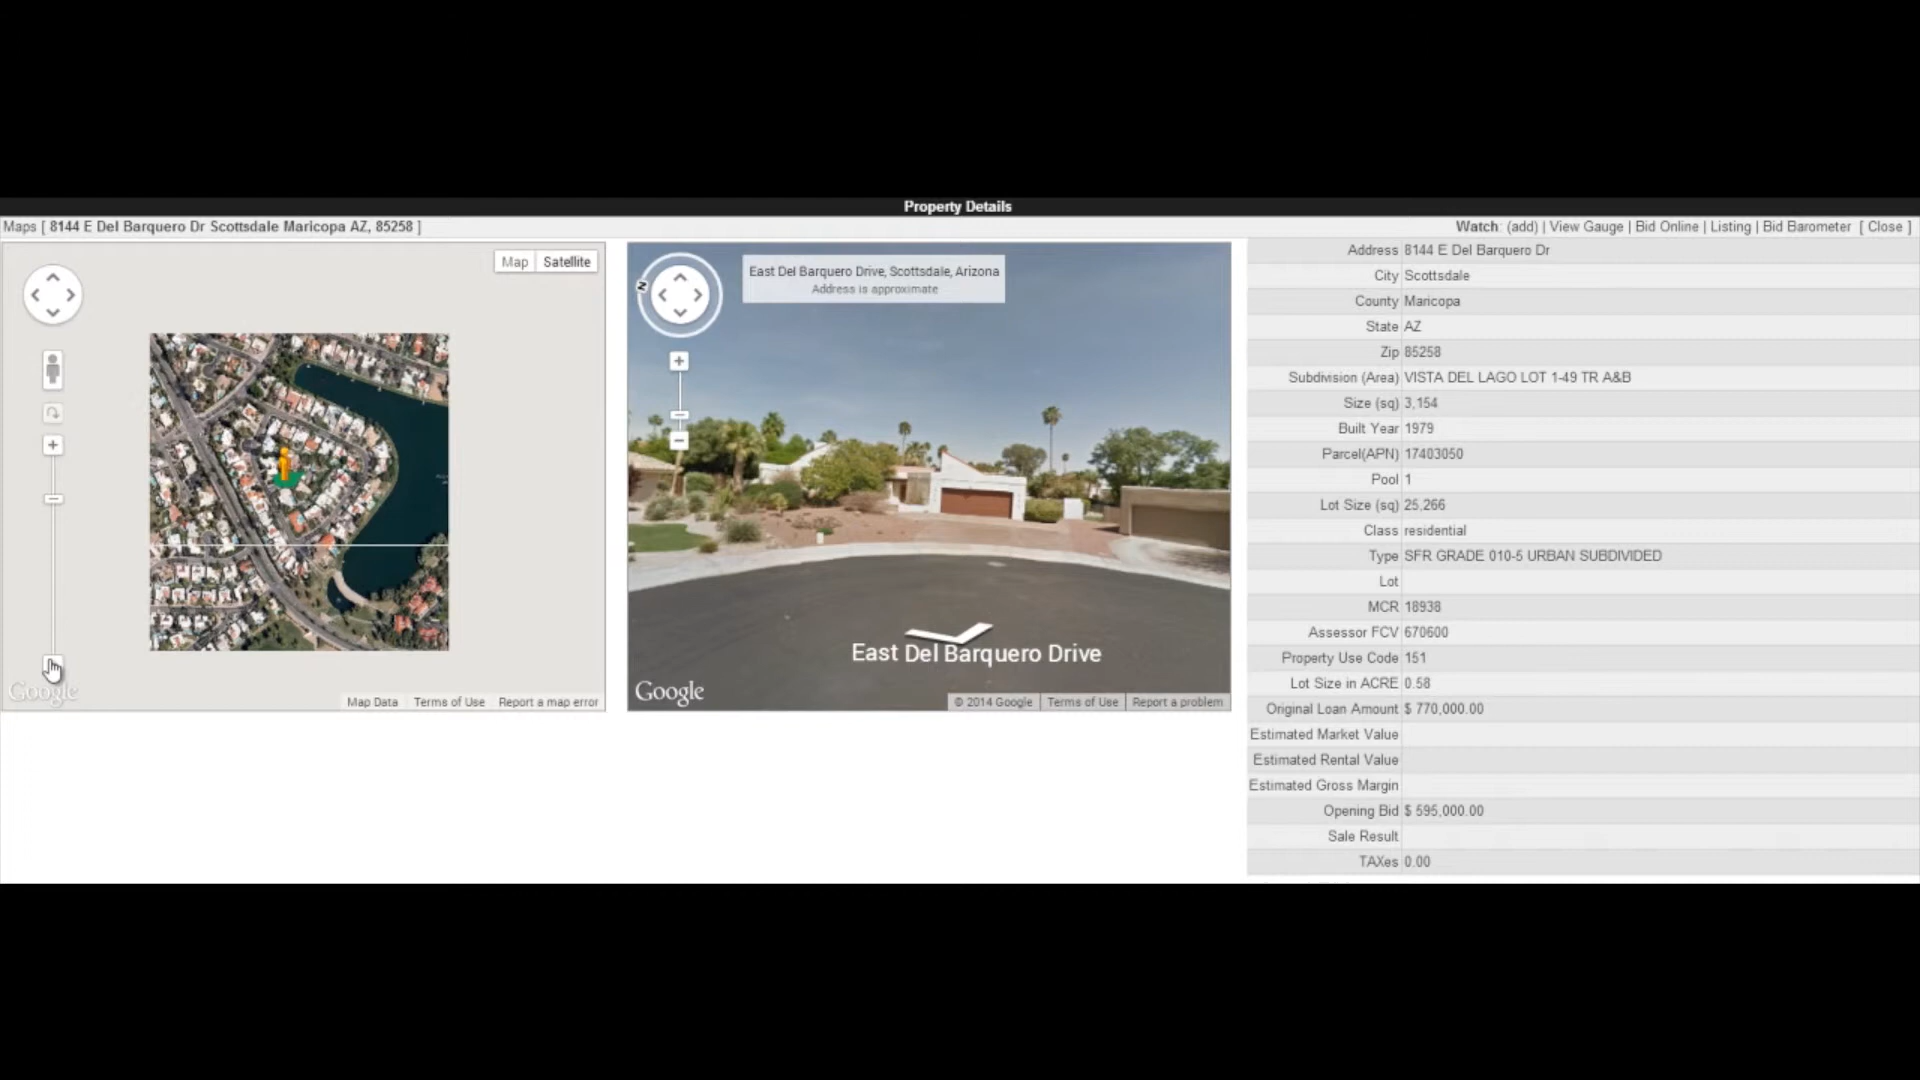 Property Details
Maps [ 8144 E Del Barquero Dr Scottsdale Maricopa AZ, 85258 ]
Watch: (add) | View Gauge | Bid Online | Listing | Bid Barometer [ Close ]
Map Satellite
Google
Map Data Terms of Use Report a map error
East Del Barquero Drive, Scottsdale, Arizona
Address is approximate
N
East Del Barquero Drive
Google
© 2014 Google Terms of Use Report a problem
Address 8144 E Del Barquero Dr
City Scottsdale
County Maricopa
State AZ
Zip 85258
Subdivision (Area) VISTA DEL LAGO LOT 1-49 TR A&B
Size (sq) 3,154
Built Year 1979
Parcel(APN) 17403050
Pool 1
Lot Size (sq) 25,266
Class residential
Type SFR GRADE 010-5 URBAN SUBDIVIDED
Lot
MCR 18938
Assessor FCV 670600
Property Use Code 151
Lot Size in ACRE 0.58
Original Loan Amount $ 770,000.00
Estimated Market Value
Estimated Rental Value
Estimated Gross Margin
Opening Bid $ 595,000.00
Sale Result
TAXes 0.00